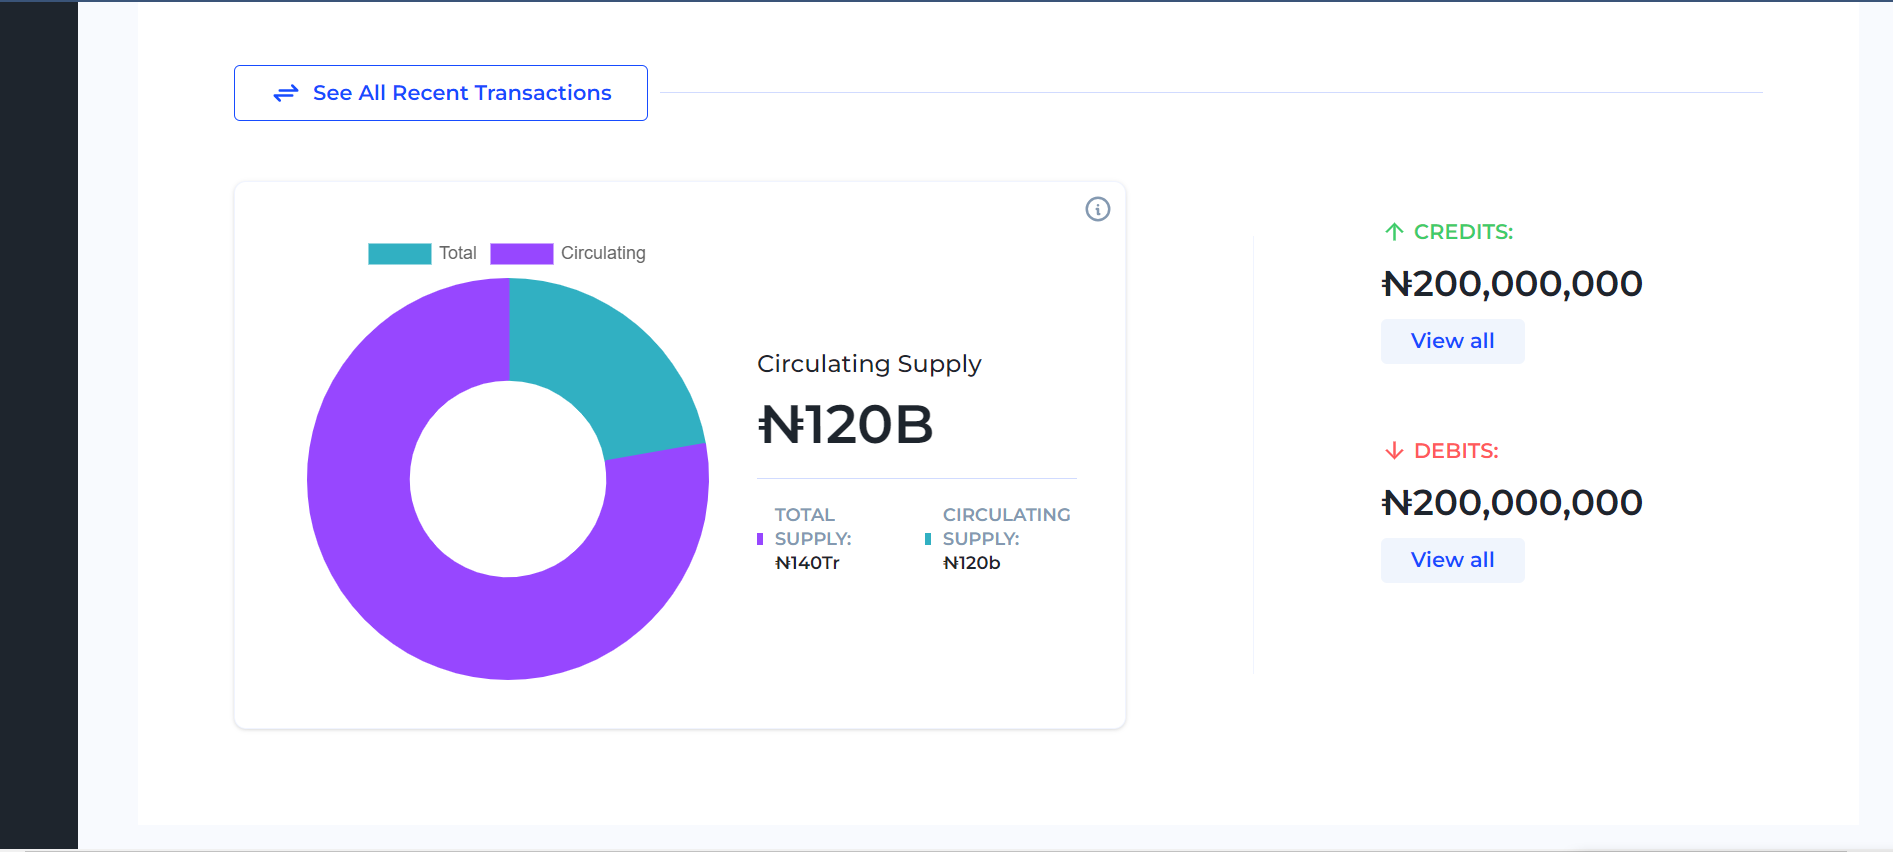 See All Recent Transactions
Total Circulating
Circulating Supply
₦120B
TOTAL SUPPLY:
₦140Tr
CIRCULATING SUPPLY:
₦120b
CREDITS:
₦200,000,000
View all
DEBITS:
₦200,000,000
View all